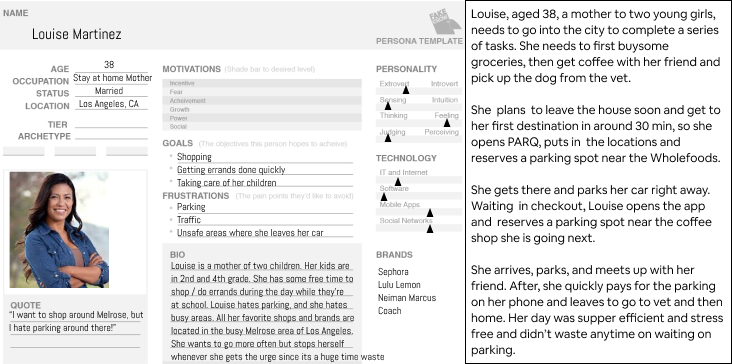 NAME
Louise Martinez
FAKE CROW
PERSONA TEMPLATE
AGE 38
OCCUPATION Stay at home Mother
STATUS Married
LOCATION Los Angeles, CA
TIER
ARCHETYPE
MOTIVATIONS (Shade bar to desired level)
Incentive
Fear
Achievement
Growth
Power
Social
GOALS (The objectives this person hopes to achieve)
Shopping
Getting errands done quickly
Taking care of her children
FRUSTRATIONS (The pain points they'd like to avoid)
Parking
Traffic
Unsafe areas where she leaves her car
BIO
Louise is a mother of two children. Her kids are
in 2nd and 4th grade. She has some free time to
shop / do errands during the day while they're
at school. Louise hates parking, and she hates
busy areas. All her favorite shops and brands are
located in the busy Melrose area of Los Angeles.
She wants to go more often but stops herself
whenever she gets the urge since its a huge time waste
PERSONALITY
Extrovert Introvert
Sensing Intuition
Thinking Feeling
Judging Perceiving
TECHNOLOGY
IT and Internet
Software
Mobile Apps
Social Networks
BRANDS
Sephora
Lulu Lemon
Neiman Marcus
Coach
QUOTE
"I want to shop around Melrose, but
I hate parking around there!"
Louise, aged 38, a mother to two young girls,
needs to go into the city to complete a series
of tasks. She needs to first buysome
groceries, then get coffee with her friend and
pick up the dog from the vet.
She plans to leave the house soon and get to
her first destination in around 30 min, so she
opens PARQ, puts in the locations and
reserves a parking spot near the Wholefoods.
She gets there and parks her car right away.
Waiting in checkout, Louise opens the app
and reserves a parking spot near the coffee
shop she is going next.
She arrives, parks, and meets up with her
friend. After, she quickly pays for the parking
on her phone and leaves to go to vet and then
home. Her day was supper efficient and stress
free and didn't waste anytime on waiting on
parking.